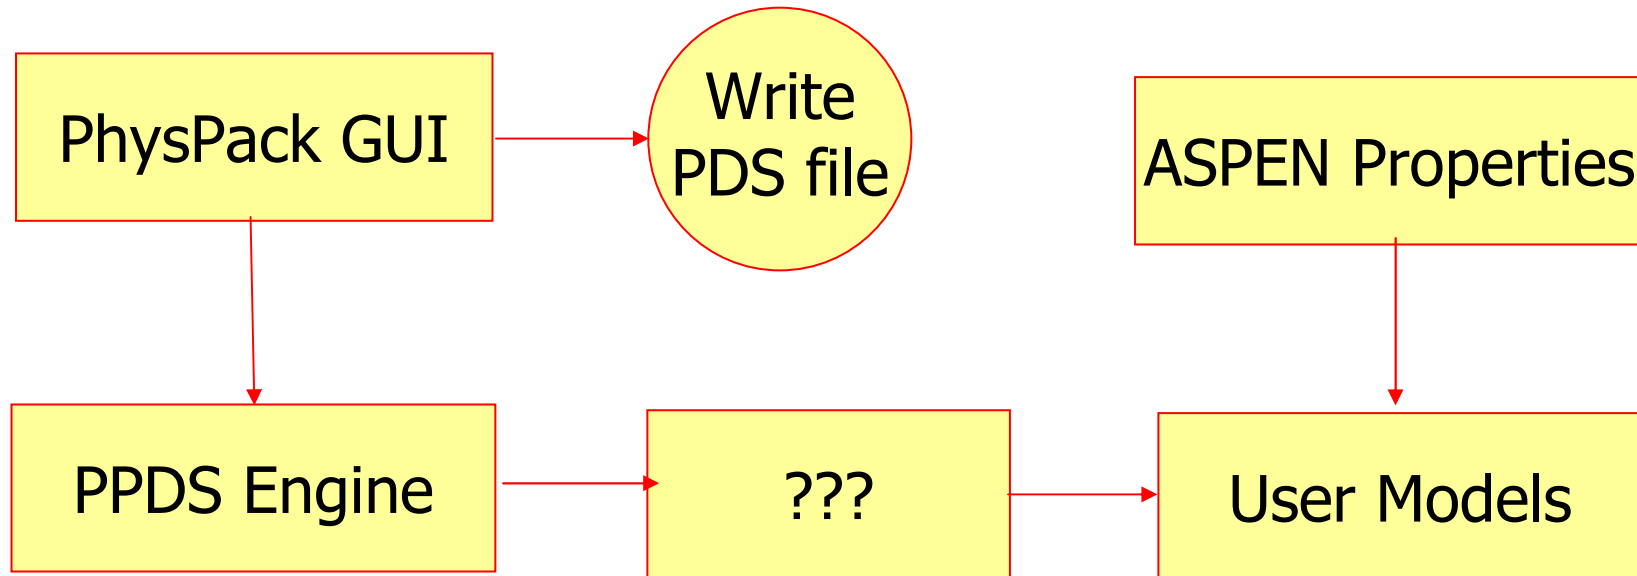 PhysPack GUI
Write
PDS file
ASPEN Properties
PPDS Engine
???
User Models